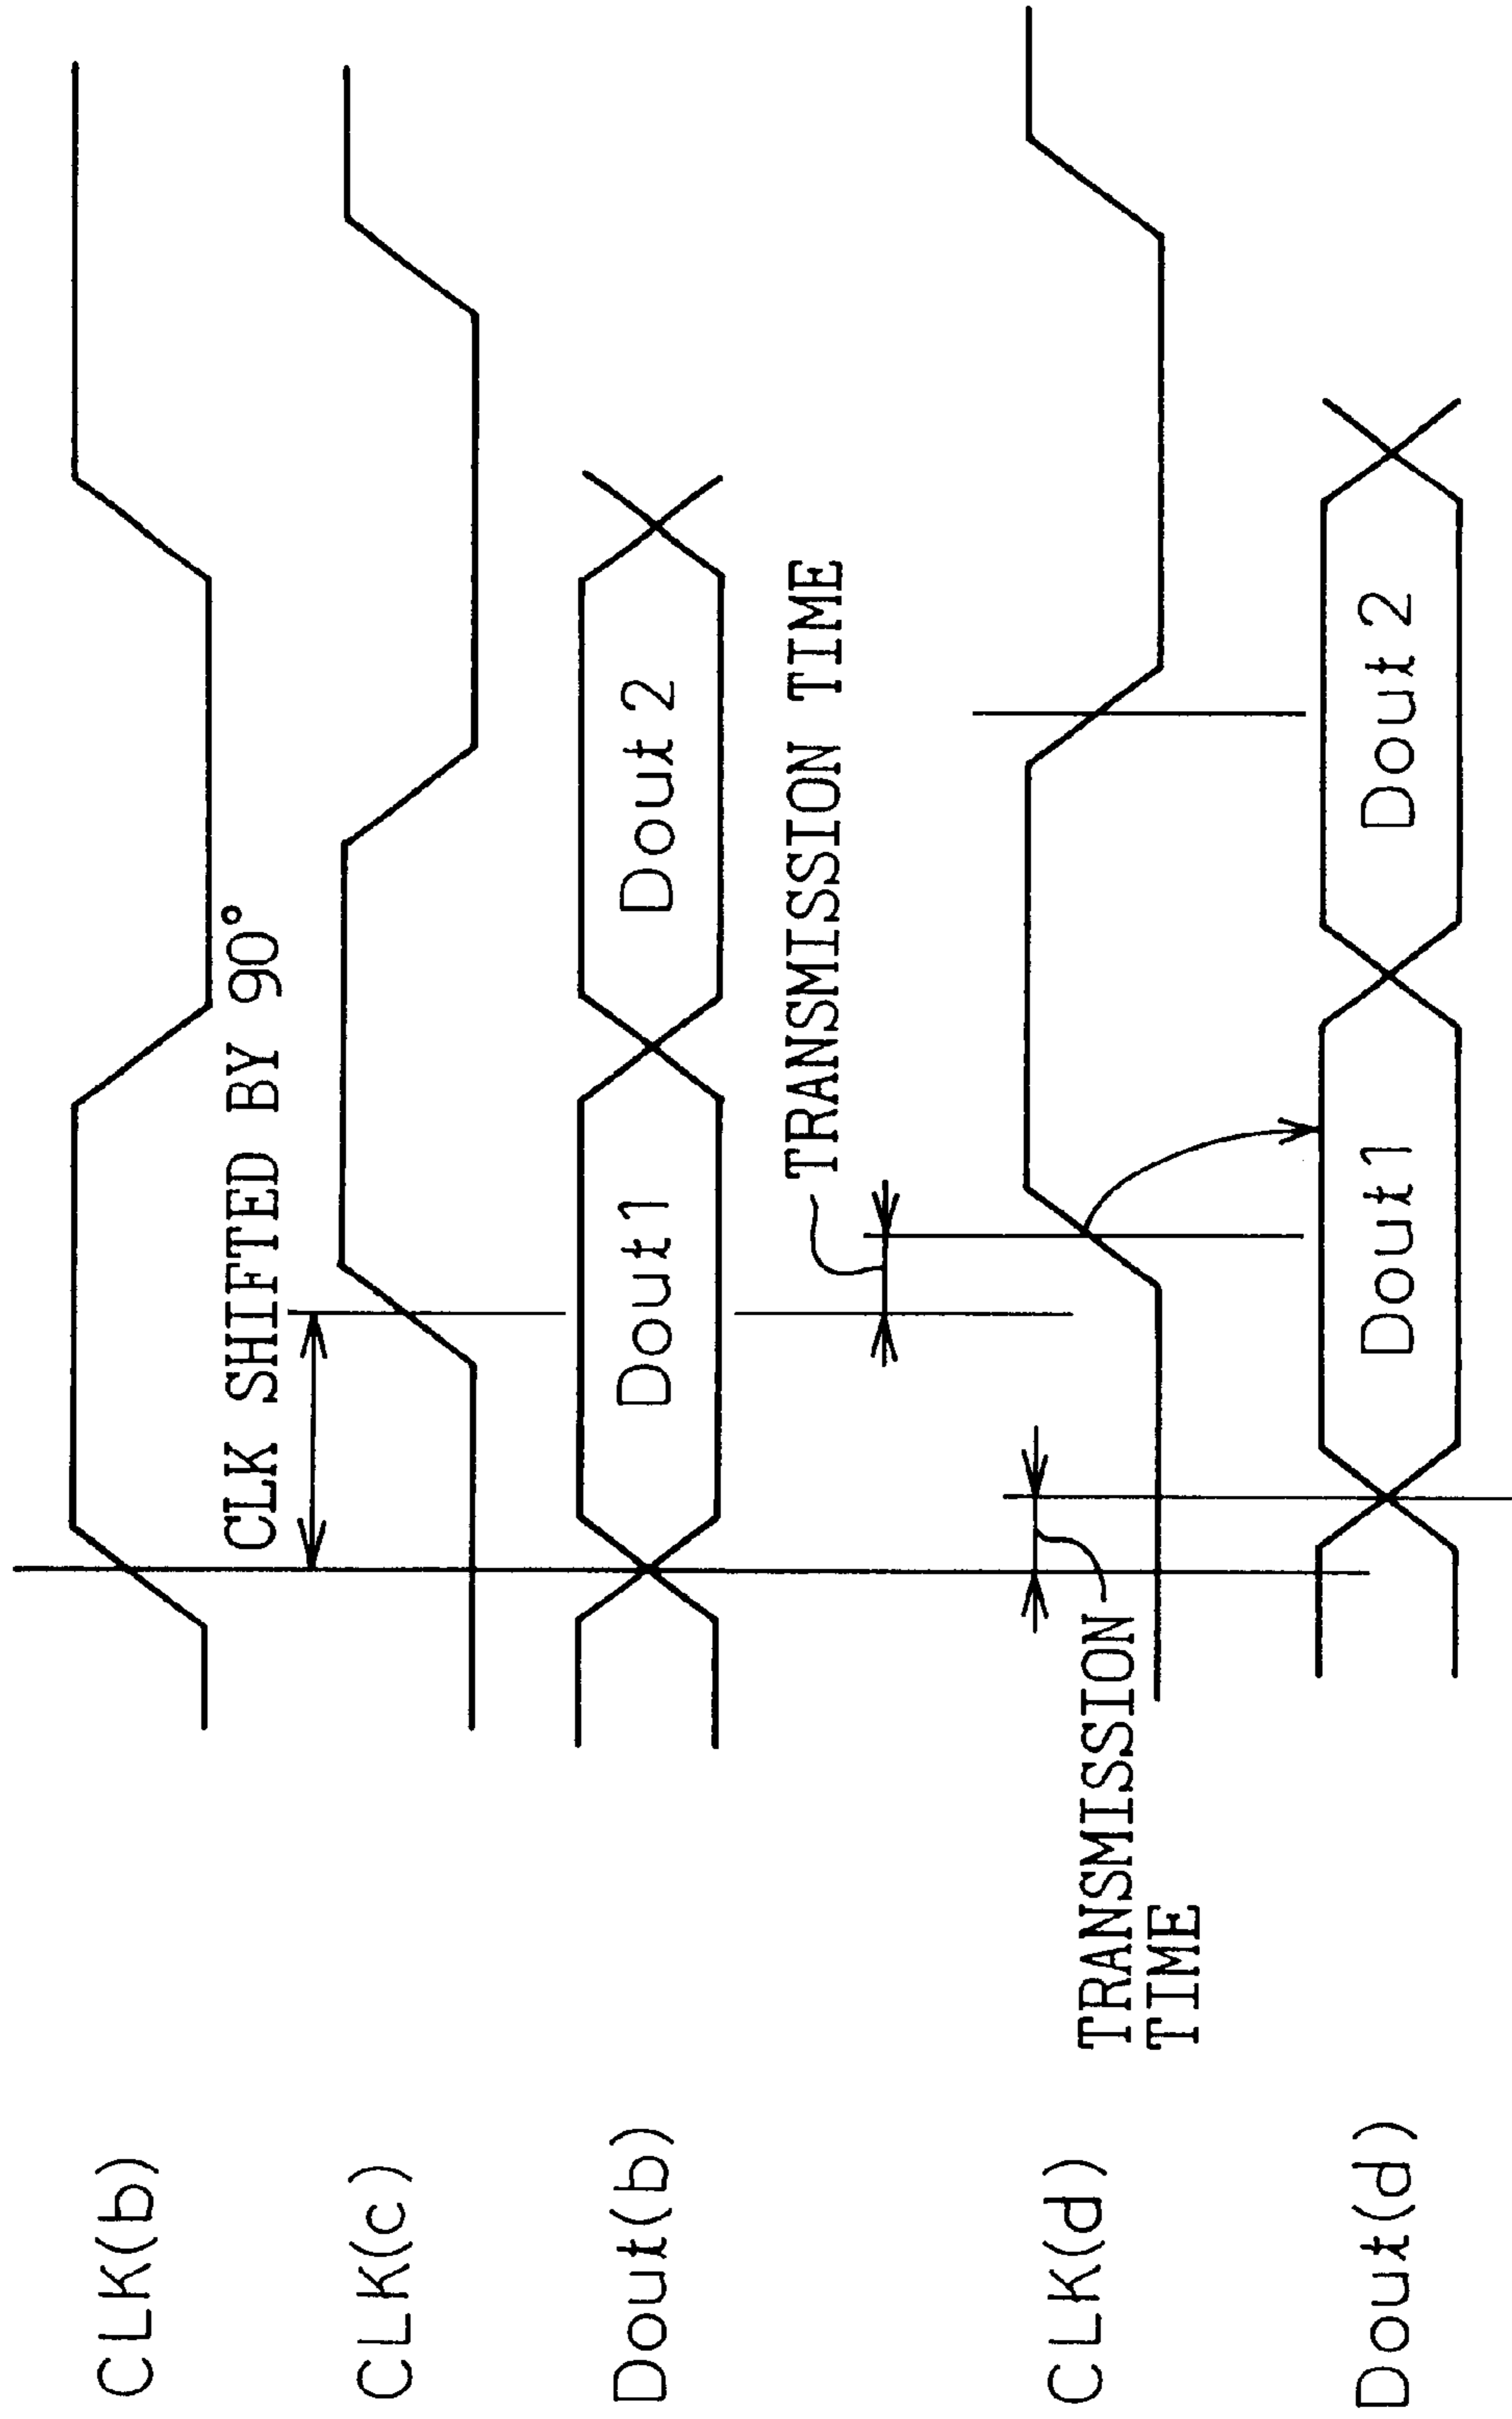 CLK(b)
CLK SHIFTED BY 90°
CLK(c)
Dout(b)
Dout1
Dout2
TRANSMISSION TIME
CLK(d)
TRANSMISSION
TIME
Dout(d)
Dout1
Dout2